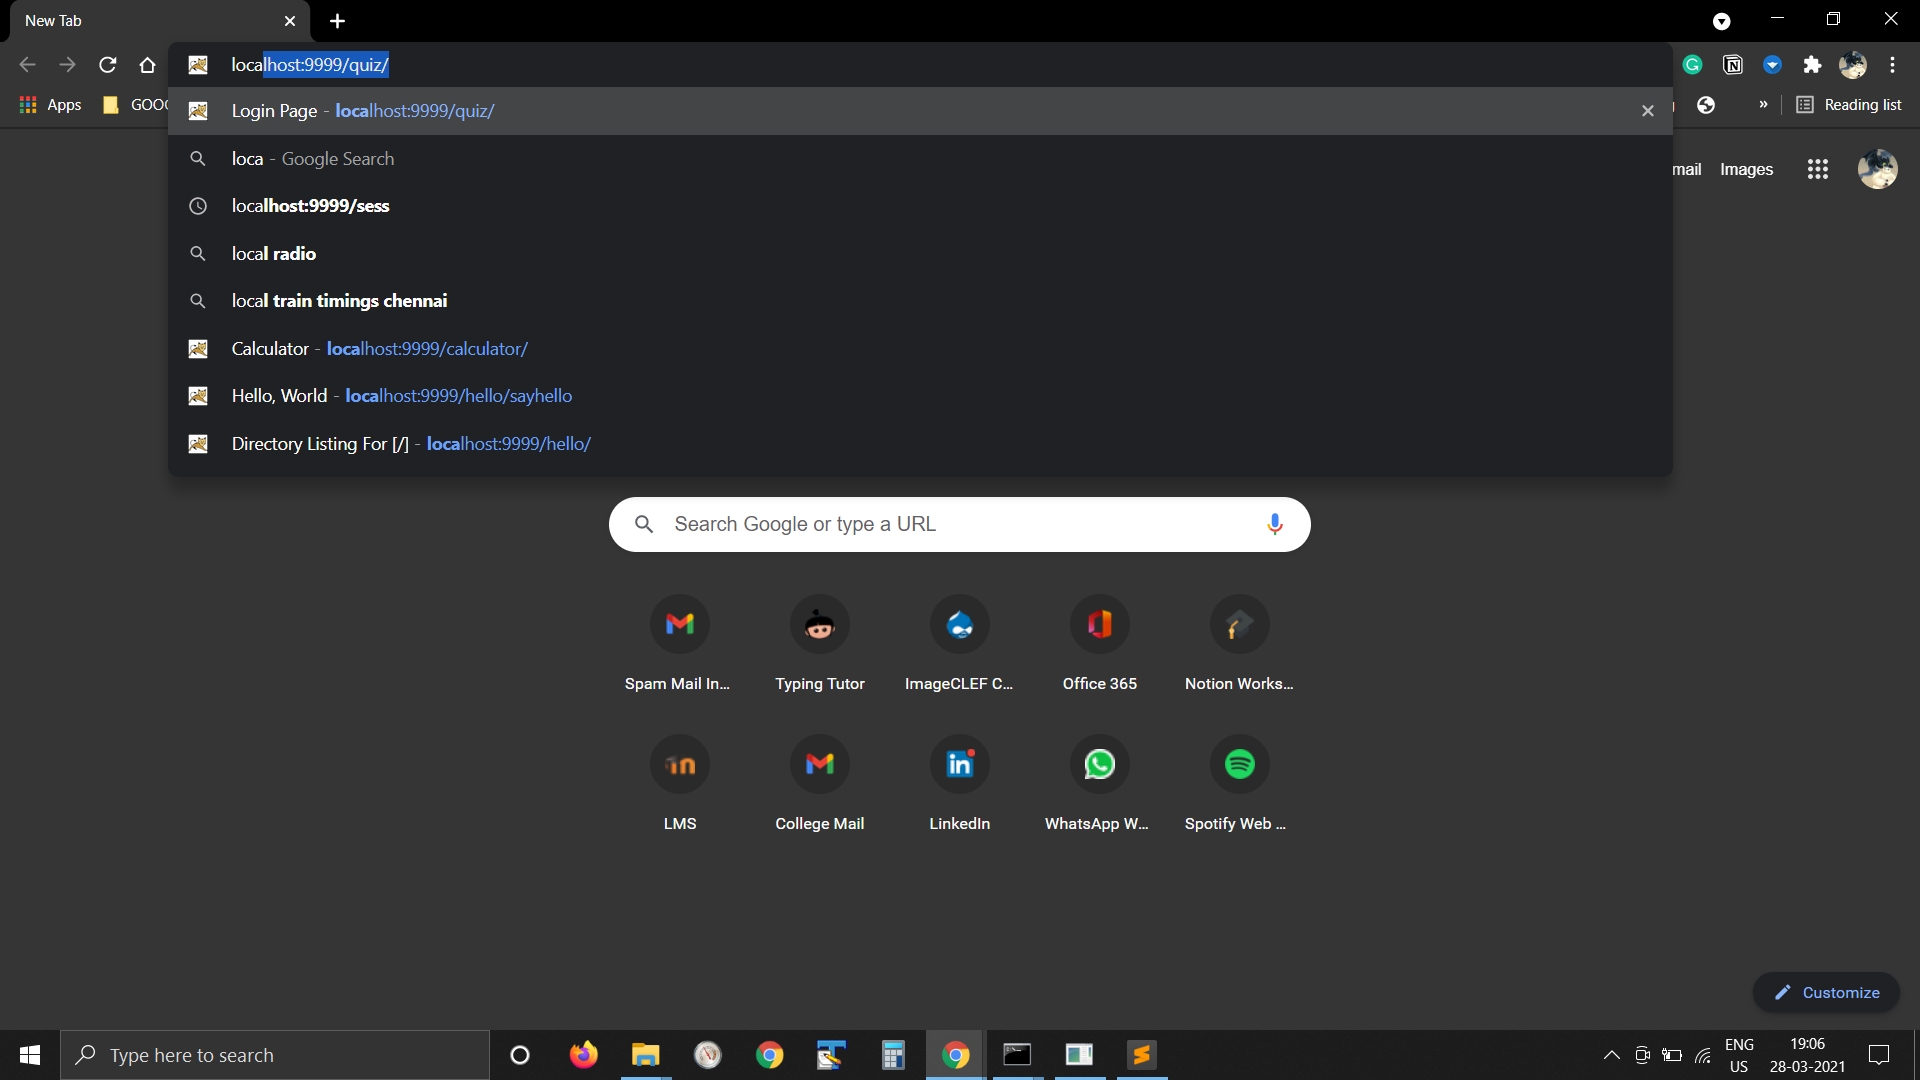 New Tab
localhost:9999/quiz/
Apps
GOOG
Reading list
Login Page - localhost:9999/quiz/
loca - Google Search
localhost:9999/sess
local radio
local train timings chennai
Calculator - localhost:9999/calculator/
Hello, World - localhost:9999/hello/sayhello
Directory Listing For [/] - localhost:9999/hello/
mail Images
Search Google or type a URL
Spam Mail In... Typing Tutor ImageCLEF C... Office 365 Notion Works...
LMS College Mail LinkedIn WhatsApp W... Spotify Web ...
Customize
Type here to search
ENG
US
19:06
28-03-2021